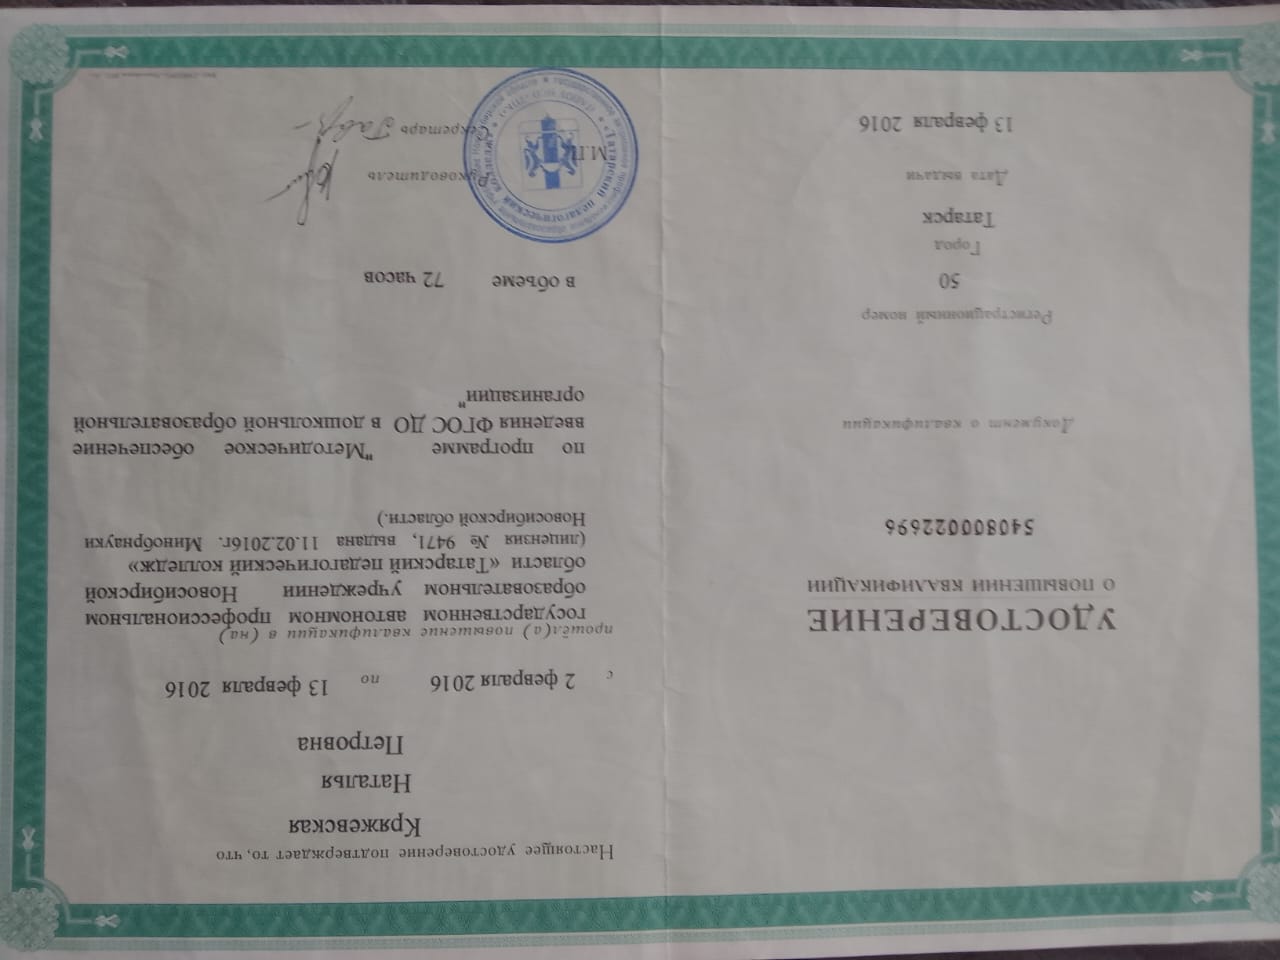 УДОСТОВЕРЕНИЕ
О ПОВЫШЕНИИ КВАЛИФИКАЦИИ
540800022696
Документ о квалификации
Регистрационный номер
50
Город
Татарск
Дата выдачи
13 февраля 2016
Настоящее удостоверение подтверждает то, что
Кряжевская
Наталья
Петровна
с 2 февраля 2016 по 13 февраля 2016
прошёл(а) повышение квалификации в (на)
государственном автономном профессиональном
образовательном учреждении Новосибирской
области «Татарский педагогический колледж»
(лицензия № 9471, выдана 11.02.2016г. Минобрнауки
Новосибирской области.)
по программе "Методическое обеспечение
введения ФГОС ДО в дошкольной образовательной
организации"
в объеме 72 часов
М.П.
Руководитель
Секретарь
Татарский педагогический колледж